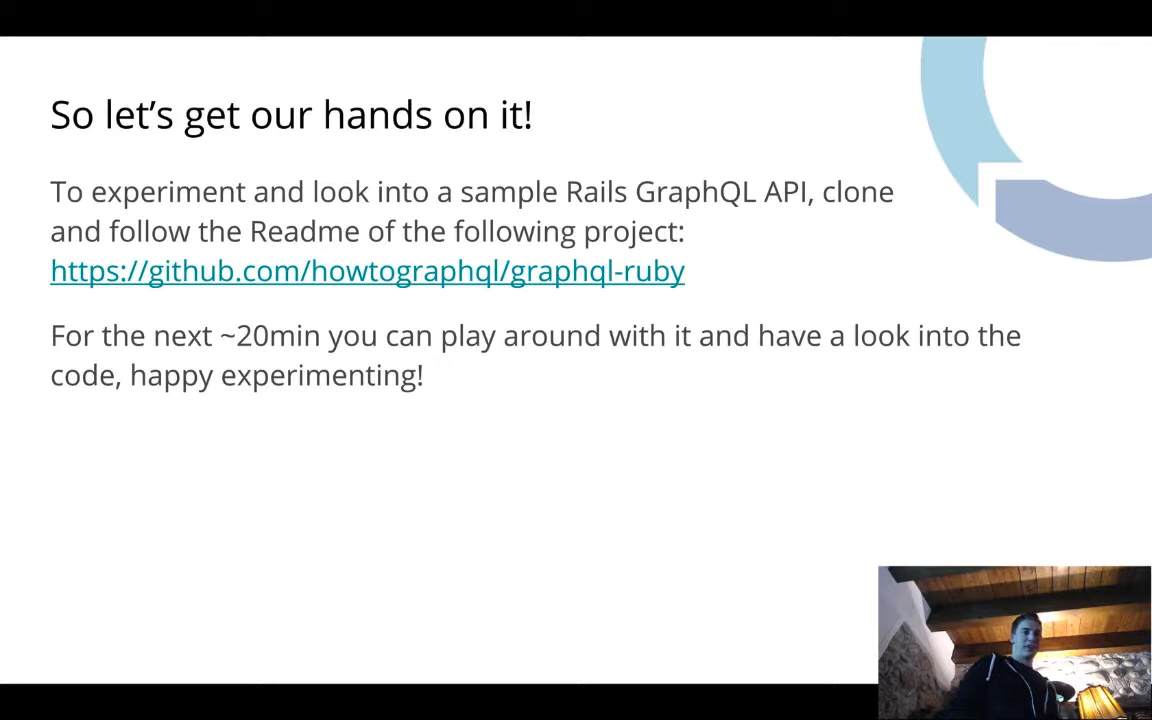 So let’s get our hands on it!
To experiment and look into a sample Rails GraphQL API, clone
and follow the Readme of the following project:
https://github.com/howtographql/graphql-ruby
For the next ~20min you can play around with it and have a look into the
code, happy experimenting!